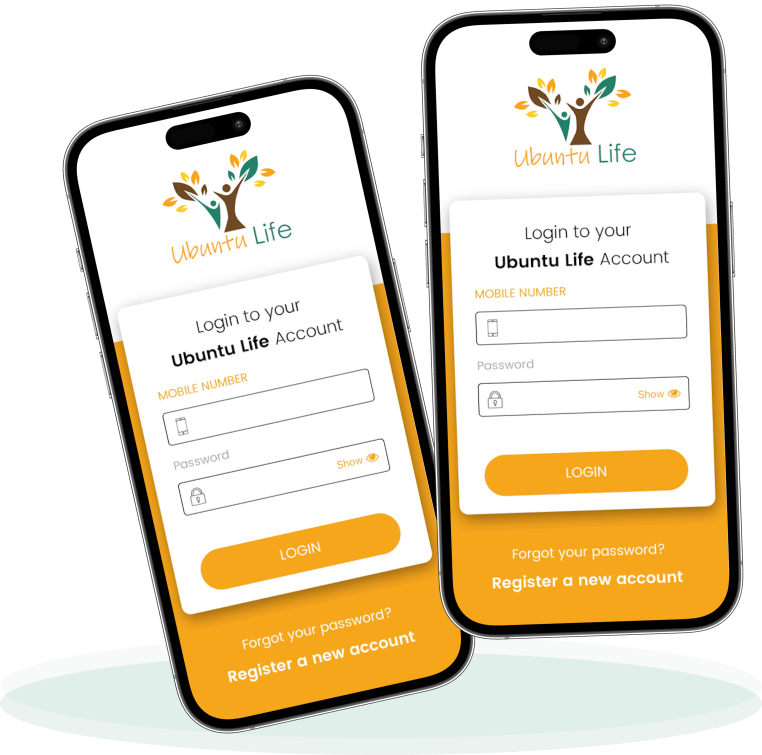 Ubuntu Life
Login to your
Ubuntu Life Account
MOBILE NUMBER
Password
Show
LOGIN
Forgot your password?
Register a new account
Ubuntu Life
Login to your
Ubuntu Life Account
MOBILE NUMBER
Password
Show
LOGIN
Forgot your password?
Register a new account